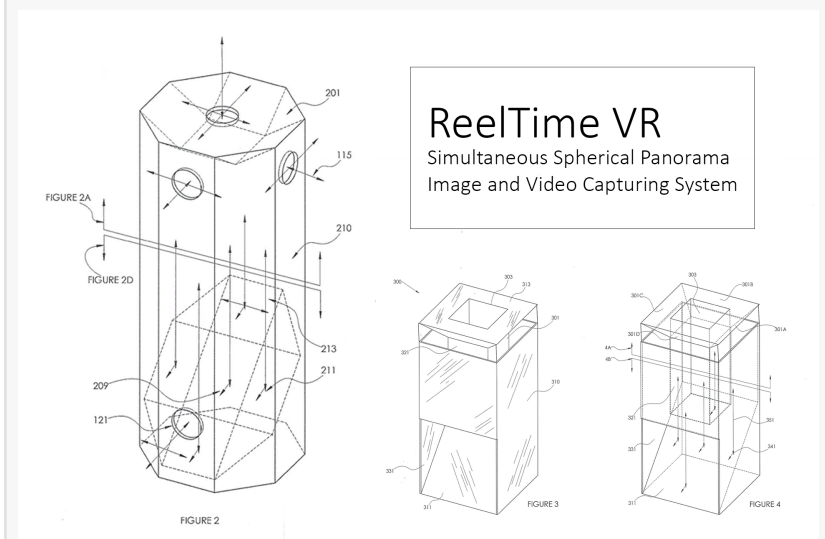 201
115
FIGURE 2A
210
FIGURE 2D
213
211
209
121
FIGURE 2
ReelTime VR
Simultaneous Spherical Panorama
Image and Video Capturing System
300
303
313
301
321
310
331
311
FIGURE 3
303
301B
301C
301D
301A
4A
4B
321
351
331
341
311
FIGURE 4